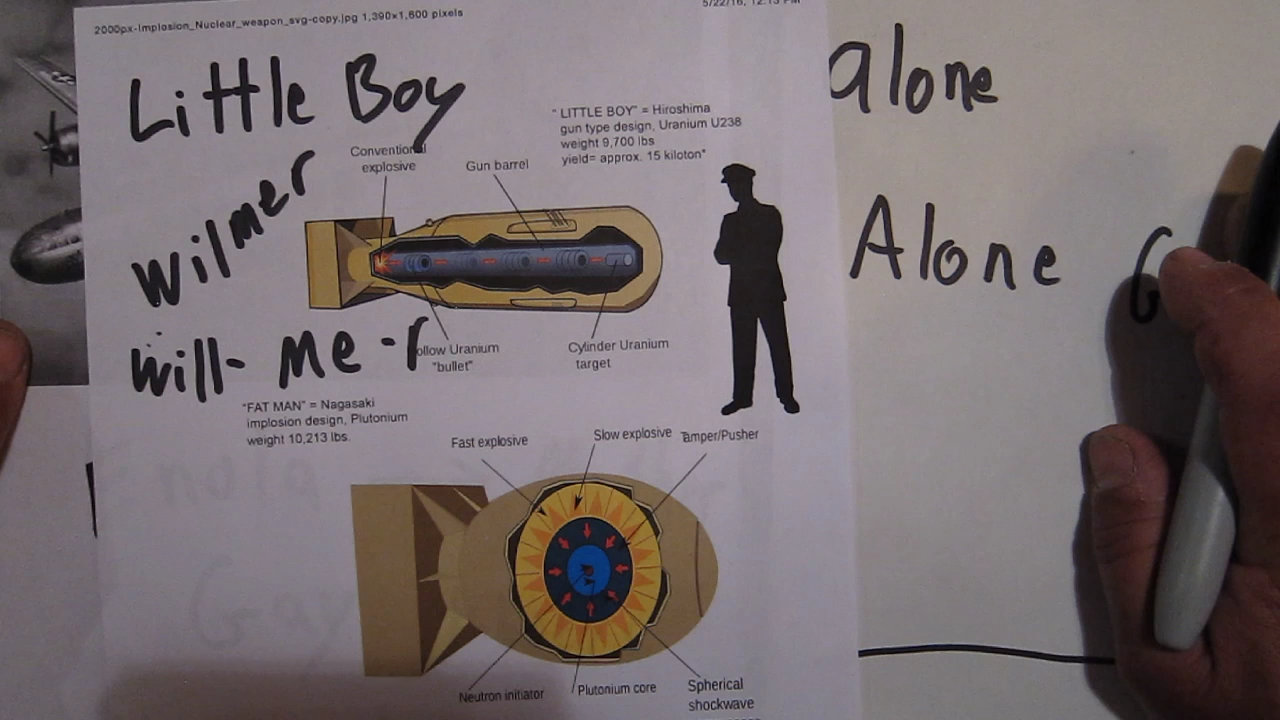 2000px-Implosion_Nuclear_weapon_svg-copy.jpg 1,390×1,600 pixels
5/22/16, 12:13 PM
Little Boy
alone
"LITTLE BOY" = Hiroshima
gun type design, Uranium U238
weight 9,700 lbs
yield= approx. 15 kiloton"
Conventional
explosive
Gun barrel
Wilmer
Alone G
will- me -r
ollow Uranium
"bullet"
Cylinder Uranium
target
"FAT MAN" = Nagasaki
implosion design, Plutonium
weight 10,213 lbs.
Fast explosive
Slow explosive
Tamper/Pusher
Gay
Neutron initiator
Plutonium core
Spherical
shockwave